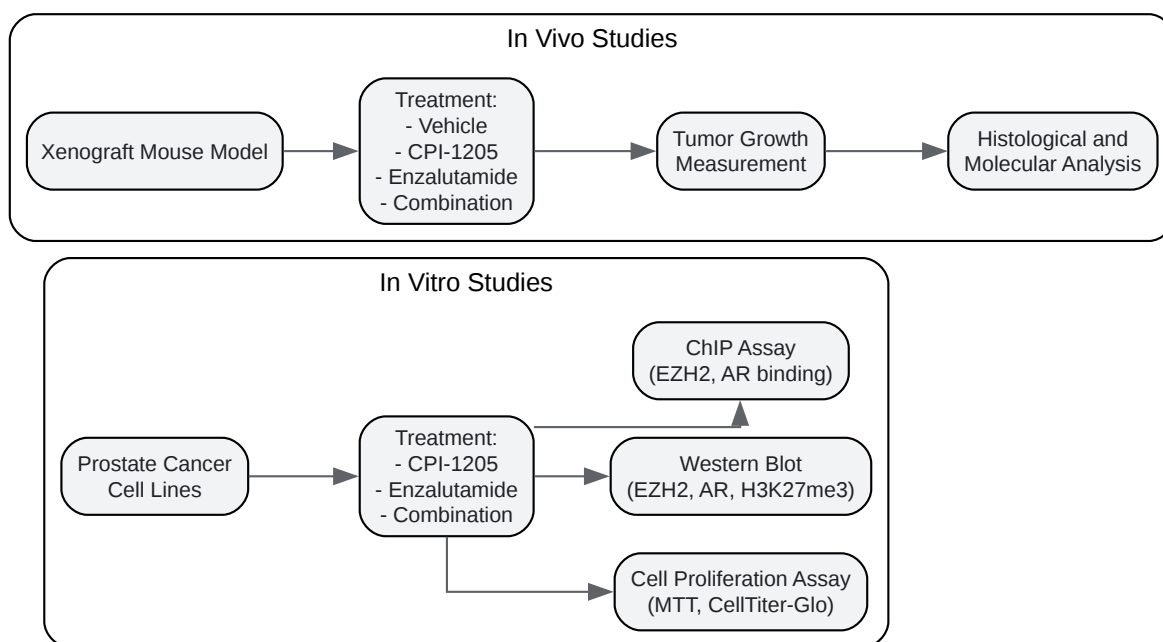 In Vivo Studies
Xenograft Mouse Model
Treatment:
- Vehicle
- CPI-1205
- Enzalutamide
- Combination
Tumor Growth
Measurement
Histological and
Molecular Analysis
In Vitro Studies
Prostate Cancer
Cell Lines
Treatment:
- CPI-1205
- Enzalutamide
- Combination
ChIP Assay
(EZH2, AR binding)
Western Blot
(EZH2, AR, H3K27me3)
Cell Proliferation Assay
(MTT, CellTiter-Glo)